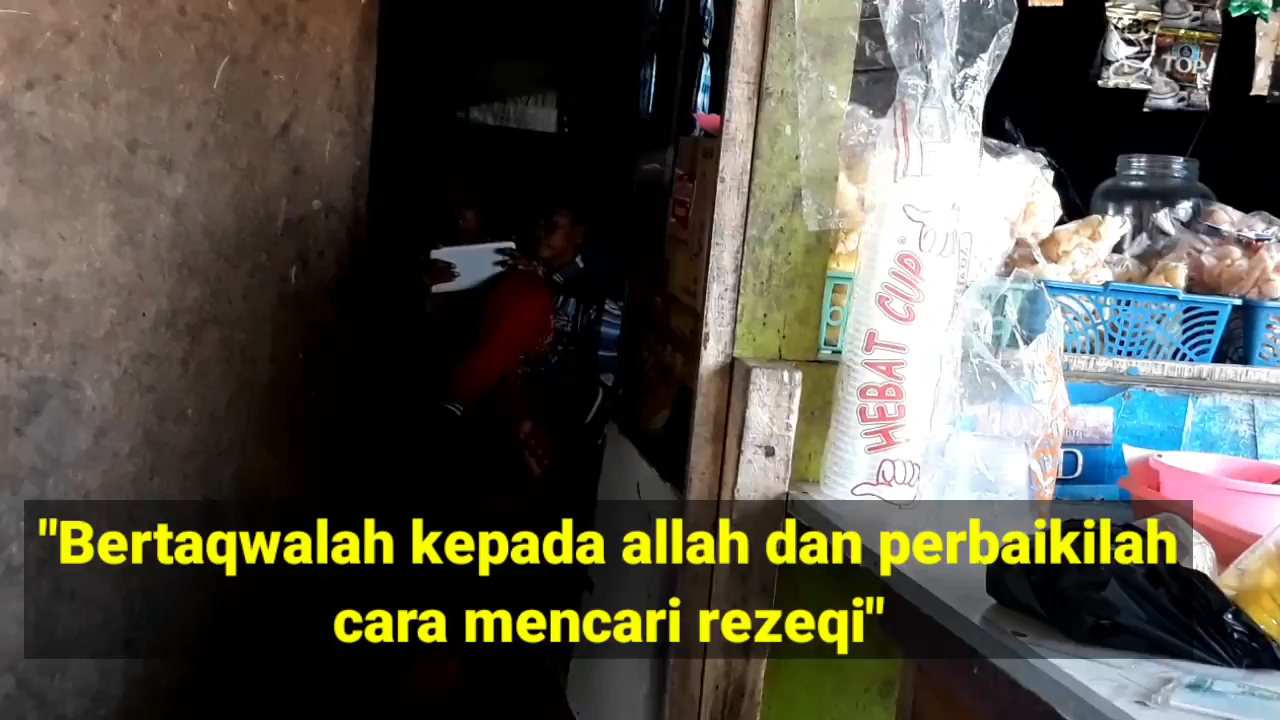 TOP
HEBAT CUP®
"Bertaqwalah kepada allah dan perbaikilah
cara mencari rezeqi"